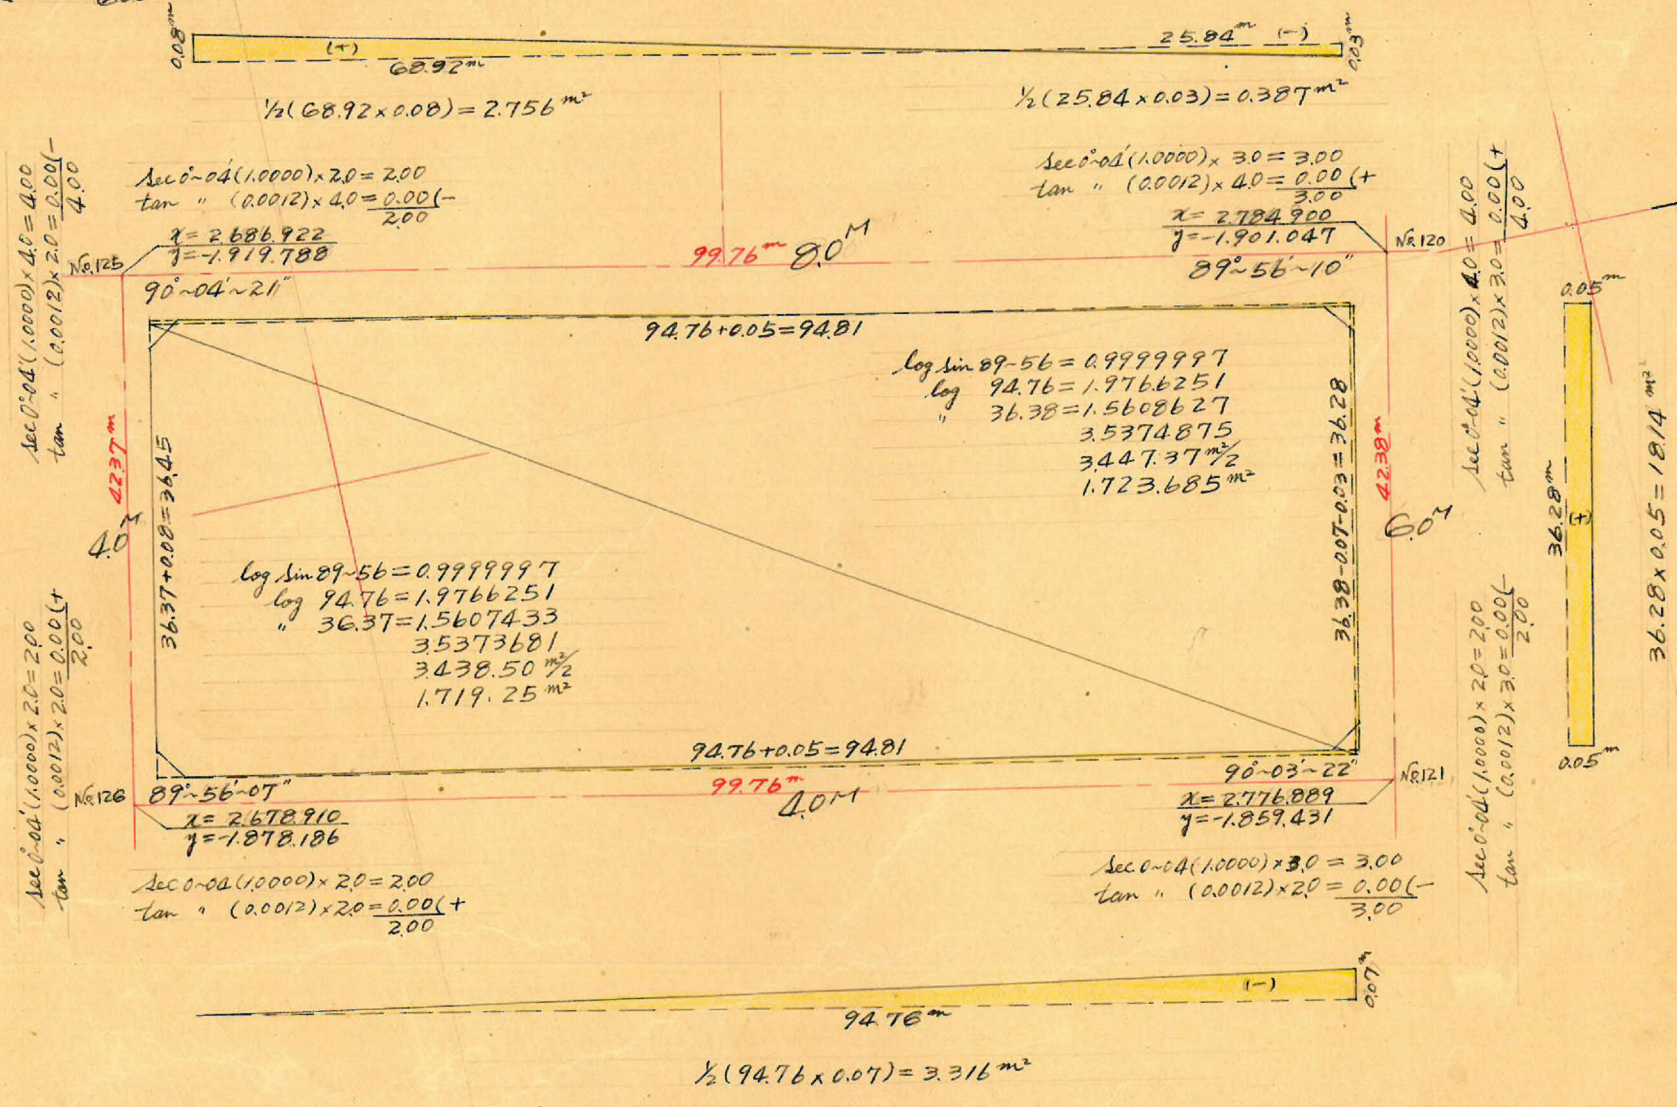 0.08ᵐ
(+)
68.92ᵐ
25.84ᵐ
(-)
0.03ᵐ
½(68.92×0.08)=2.756ᵐ²
½(25.84×0.03)=0.387ᵐ²
sec0°~04′(1.0000)×4.0=4.00
tan 〃 (0.0012)×2.0=0.00(-
4.00
sec0°~04′(1.0000)×2.0=2.00
tan 〃 (0.0012)×4.0=0.00(-
2.00
x=2.686.922
y=-1.919.788
No.125
90°~04′~21″
99.76ᵐ
8.0ᴹ
sec0°~04′(1.0000)×3.0=3.00
tan 〃 (0.0012)×4.0=0.00(+
3.00
x=2.784.900
y=-1.901.047
No.120
89°~56′~10″
sec0°~04′(1.0000)×4.0=4.00
tan 〃 (0.0012)×3.0=0.00(+
4.00
94.76+0.05=94.81
log sin 89~56=0.9999997
log 94.76=1.9766251
〃 36.38=1.5608627
3.5374875
3.447.37ᵐ²/2
1.723.685ᵐ²
42.37ᵐ
4.0ᴹ
36.37+0.08=36.45
log sin 89~56=0.9999997
log 94.76=1.9766251
〃 36.37=1.5607433
3.5373681
3.438.50ᵐ²/2
1.719.25ᵐ²
36.38-0.07-0.03=36.28
42.38ᵐ
6.0ᴹ
0.05ᵐ
36.28ᵐ
(+)
0.05ᵐ
36.28×0.05=1.814ᵐ²
94.76+0.05=94.81
99.76ᵐ
4.0M
No.126
89°~56′~07″
x=2.678.910
y=-1.878.186
90°~03′~22″
No.121
x=2.776.889
y=-1.859.431
sec0°~04′(1.0000)×2.0=2.00
tan 〃 (0.0012)×2.0=0.00(+
2.00
sec0~04(1.0000)×2.0=2.00
tan 〃 (0.0012)×2.0=0.00(+
2.00
sec0~04(1.0000)×3.0=3.00
tan 〃 (0.0012)×2.0=0.00(-
3.00
sec0°~04′(1.0000)×2.0=2.00
tan 〃 (0.0012)×3.0=0.00(-
2.00
(-)
0.07ᵐ
94.76ᵐ
½(94.76×0.07)=3.316ᵐ²